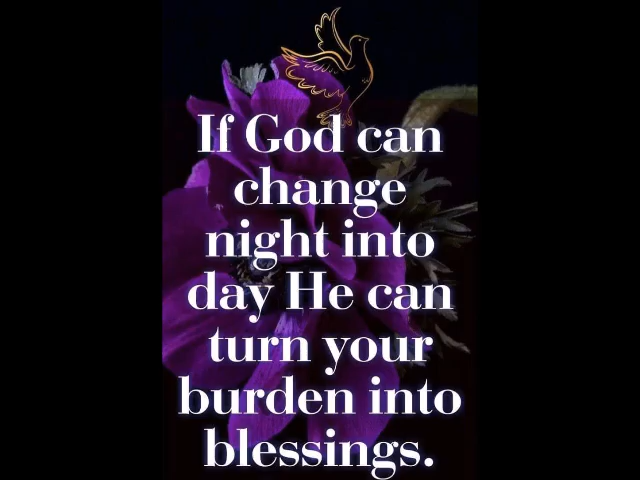 If God can
change
night into
day He can
turn your
burden into
blessings.